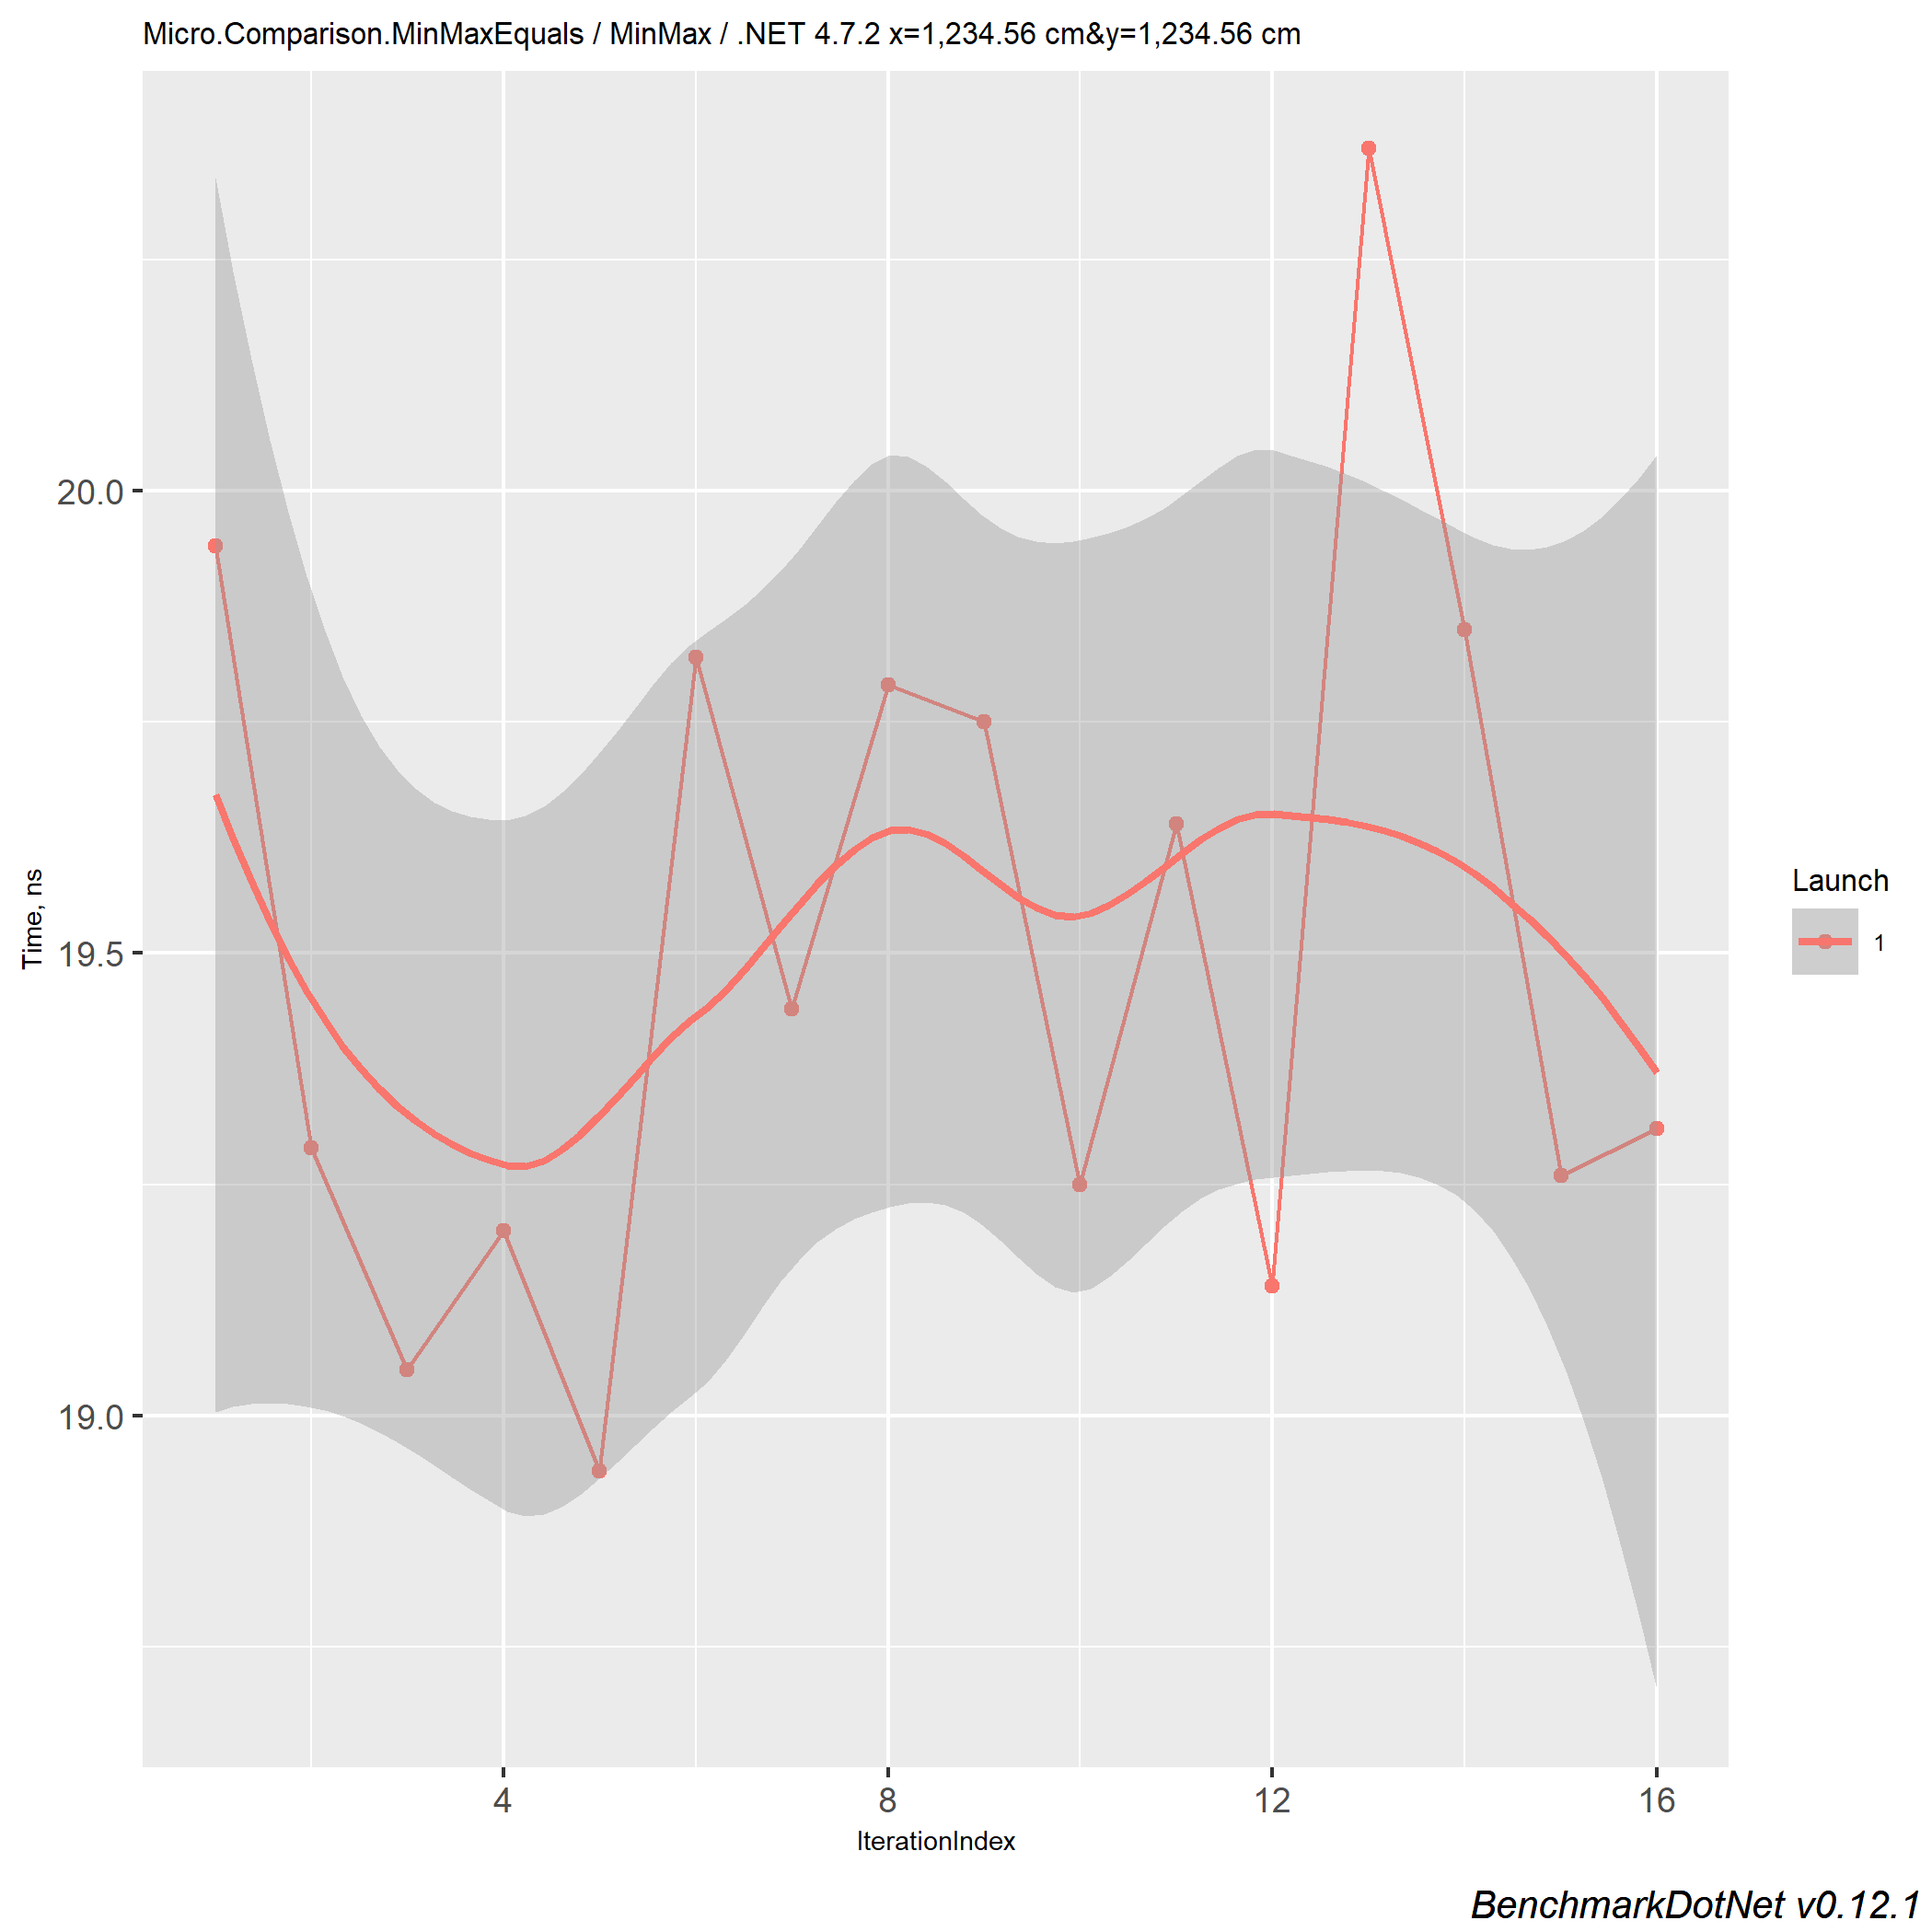 Micro.Comparison.MinMaxEquals / MinMax / .NET 4.7.2 x=1,234.56 cm&y=1,234.56 cm
20.0
19.5
19.0
Time, ns
4 8 12 16
IterationIndex
Launch
1
BenchmarkDotNet v0.12.1